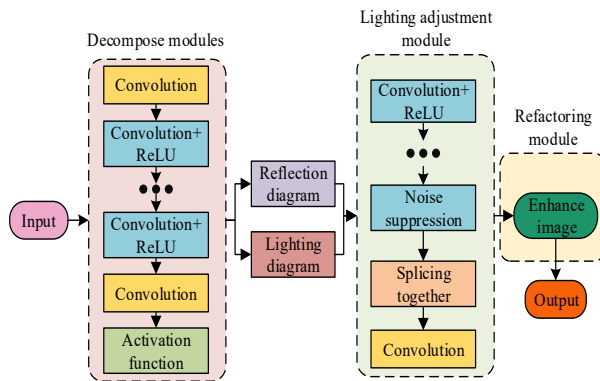 Decompose modules
Convolution
Convolution+
ReLU
Convolution+
ReLU
Convolution
Activation
function
Input
Reflection
diagram
Lighting
diagram
Lighting adjustment
module
Convolution+
ReLU
Noise
suppression
Splicing
together
Convolution
Refactoring
module
Enhance
image
Output